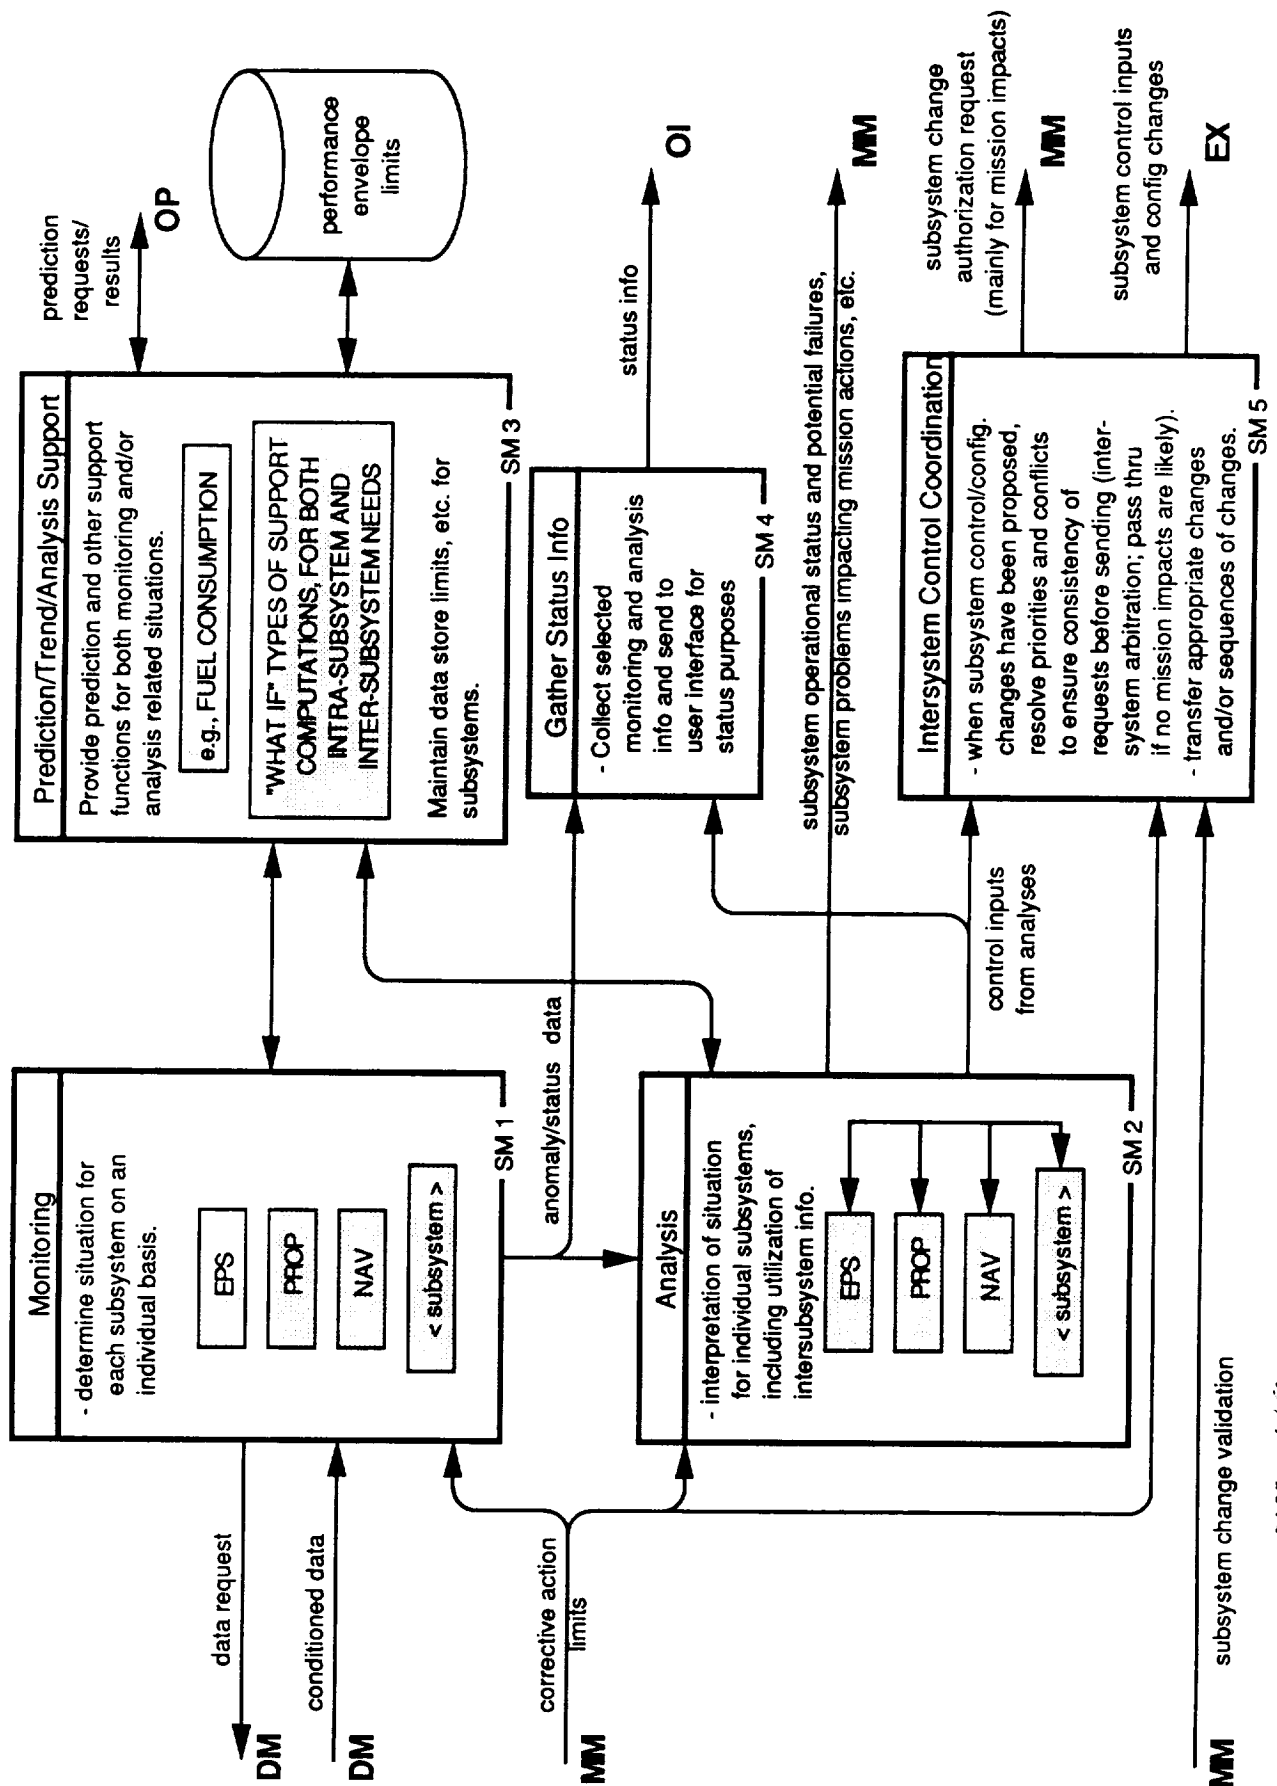 Monitoring
- determine situation for
each subsystem on an
individual basis.
EPS
PROP
NAV
< subsystem >
SM 1
data request
DM
conditioned data
DM
corrective action
limits
MM
anomaly/status data
Analysis
- interpretation of situation
for individual subsystems,
including utilization of
intersubsystem info.
EPS
PROP
NAV
< subsystem >
SM 2
Prediction/Trend/Analysis Support
Provide prediction and other support
functions for both monitoring and/or
analysis related situations.
e.g., FUEL CONSUMPTION
"WHAT IF" TYPES OF SUPPORT
COMPUTATIONS, FOR BOTH
INTRA-SUBSYSTEM AND
INTER-SUBSYSTEM NEEDS
Maintain data store limits, etc. for
subsystems.
SM 3
prediction
requests/
results
OP
performance
envelope
limits
Gather Status Info
- Collect selected
monitoring and analysis
info and send to
user interface for
status purposes
SM 4
status info
OI
subsystem operational status and potential failures,
subsystem problems impacting mission actions, etc.
MM
control inputs
from analyses
Intersystem Control Coordination
- when subsystem control/config.
changes have been proposed,
resolve priorities and conflicts
to ensure consistency of
requests before sending (inter-
system arbitration; pass thru
if no mission impacts are likely).
- transfer appropriate changes
and/or sequences of changes.
SM 5
subsystem change
authorization request
(mainly for mission impacts)
MM
subsystem control inputs
and config changes
EX
subsystem change validation
MM